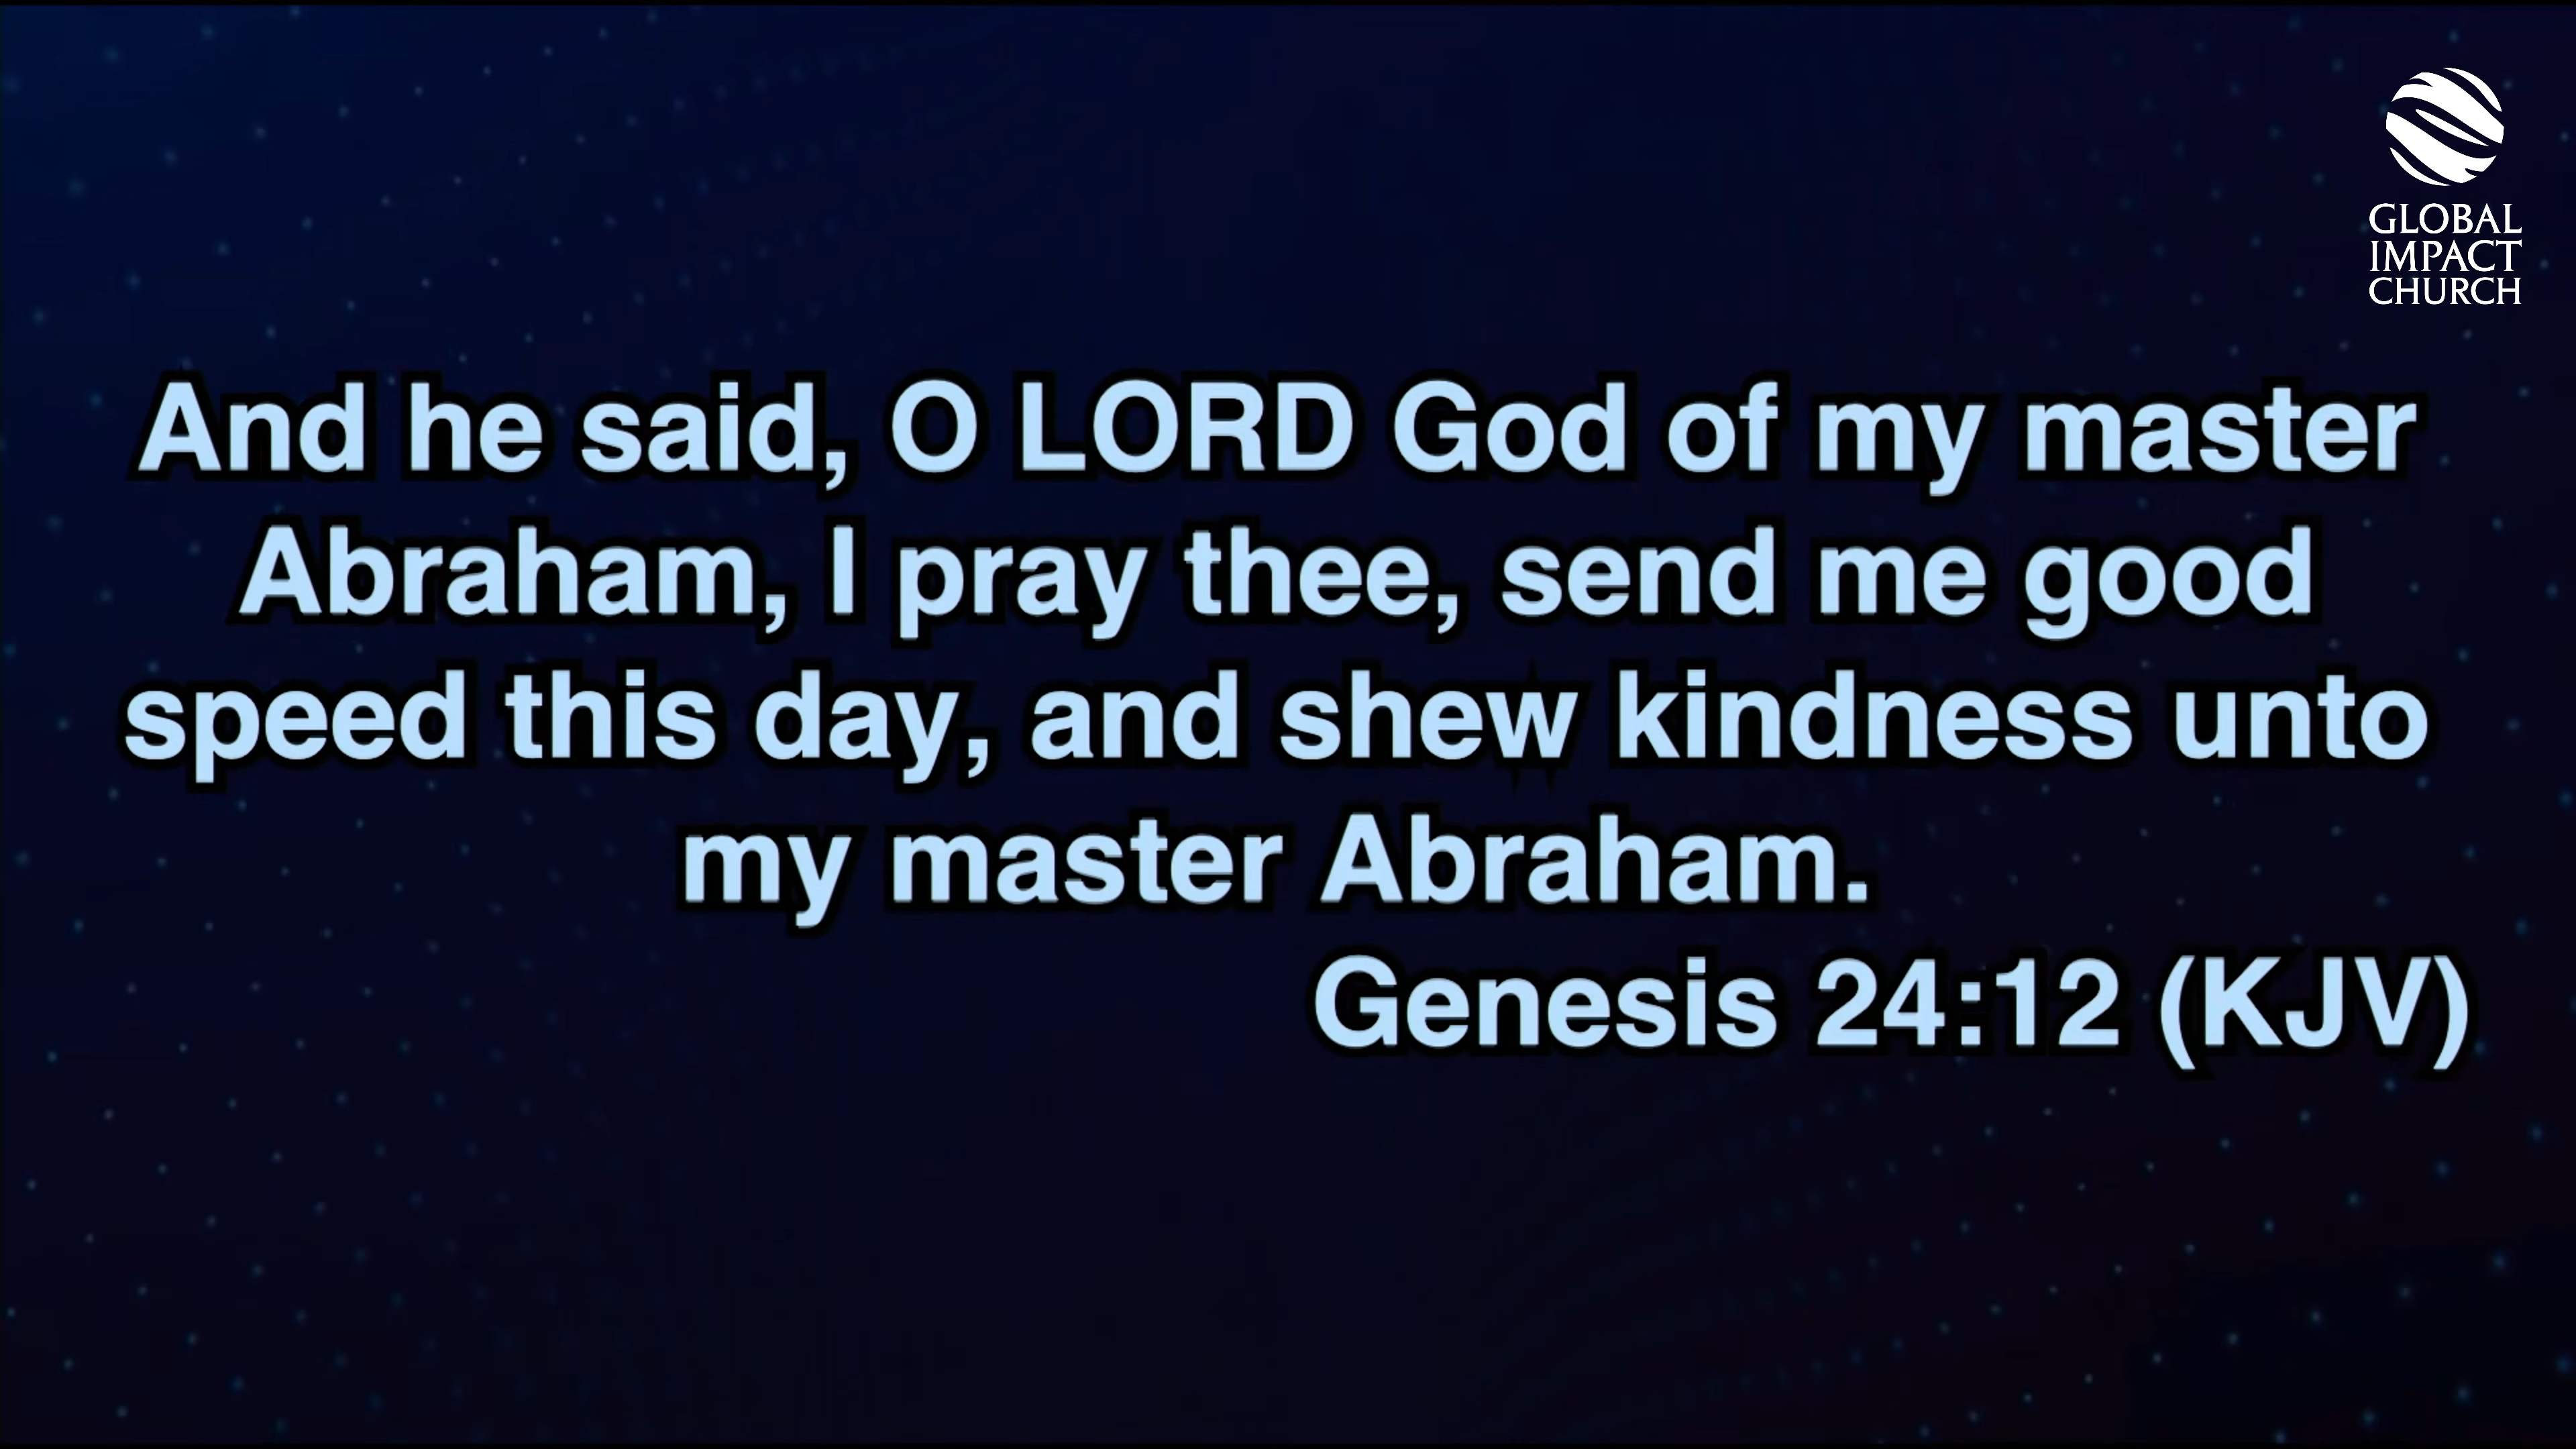 GLOBAL
IMPACT
CHURCH
And he said, O LORD God of my master
Abraham, I pray thee, send me good
speed this day, and shew kindness unto
my master Abraham.
Genesis 24:12 (KJV)